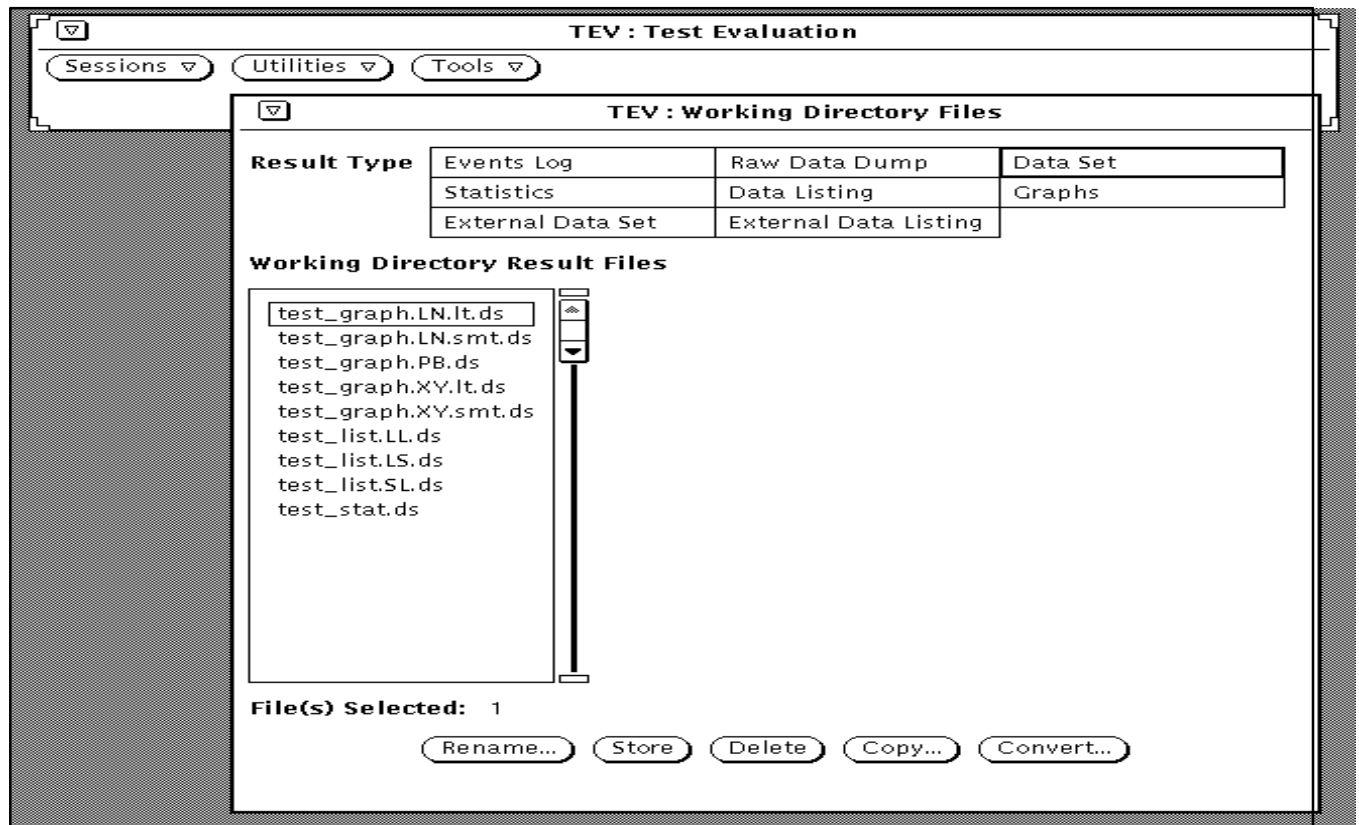 TEV : Test Evaluation
Sessions Utilities Tools
TEV : Working Directory Files
Result Type Events Log Raw Data Dump Data Set
Statistics Data Listing Graphs
External Data Set External Data Listing
Working Directory Result Files
test_graph.LN.lt.ds
test_graph.LN.smt.ds
test_graph.PB.ds
test_graph.XY.lt.ds
test_graph.XY.smt.ds
test_list.LL.ds
test_list.LS.ds
test_list.SL.ds
test_stat.ds
File(s) Selected: 1
Rename... Store Delete Copy... Convert...